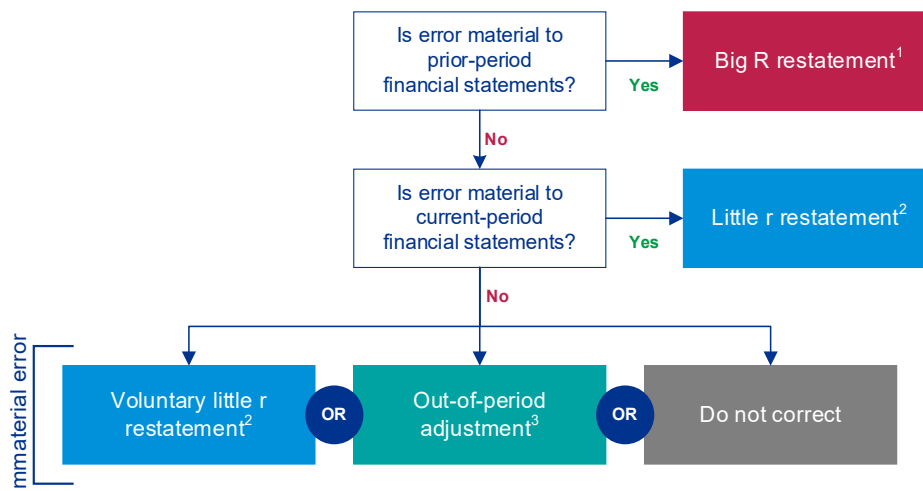 Is error material to
prior-period
financial statements?
Yes
Big R restatement¹
No
Is error material to
current-period
financial statements?
Yes
Little r restatement²
No
mmaterial error
Voluntary little r
restatement²
OR
Out-of-period
adjustment³
OR
Do not correct